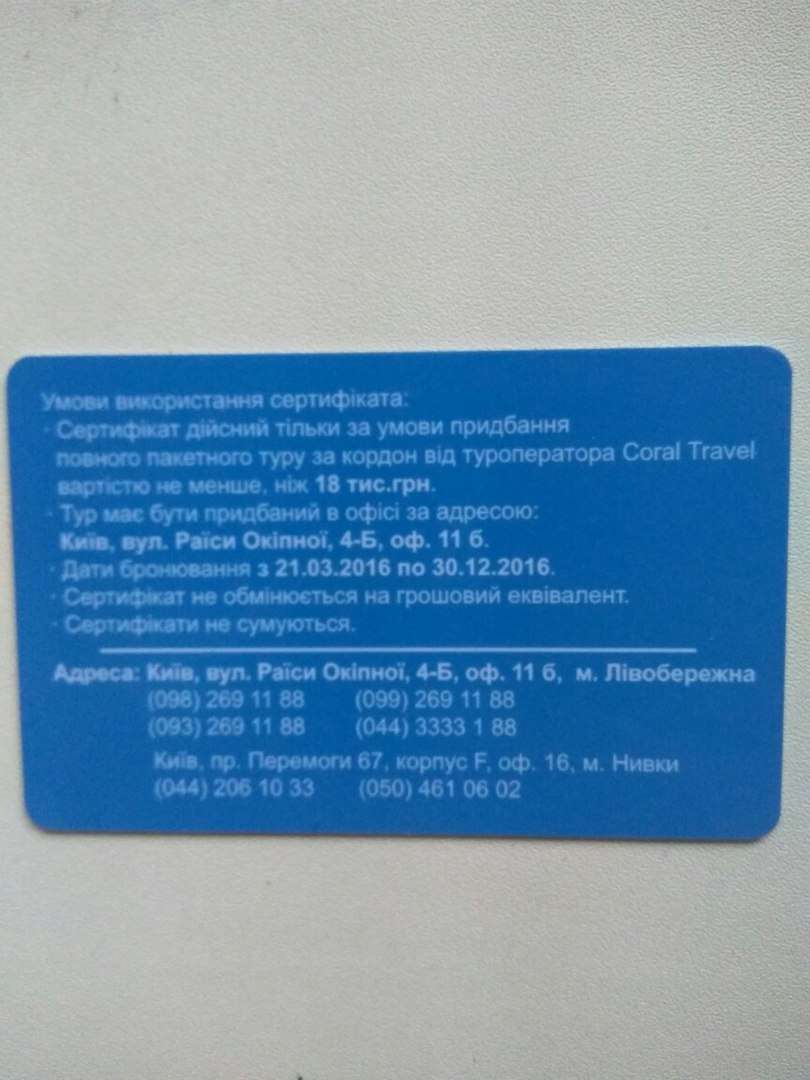 Умови використання сертифіката:
· Сертифікат дійсний тільки за умови придбання
повного пакетного туру за кордон від туроператора Coral Travel
вартістю не менше, ніж 18 тис.грн.
· Тур має бути придбаний в офісі за адресою:
Київ, вул. Раїси Окіпної, 4-Б, оф. 11 б.
· Дати бронювання з 21.03.2016 по 30.12.2016.
· Сертифікат не обмінюється на грошовий еквівалент.
· Сертифікати не сумуються.
Адреса: Київ, вул. Раїси Окіпної, 4-Б, оф. 11 б, м. Лівобережна
(098) 269 11 88 (099) 269 11 88
(093) 269 11 88 (044) 3333 1 88
Київ, пр. Перемоги 67, корпус F, оф. 16, м. Нивки
(044) 206 10 33 (050) 461 06 02